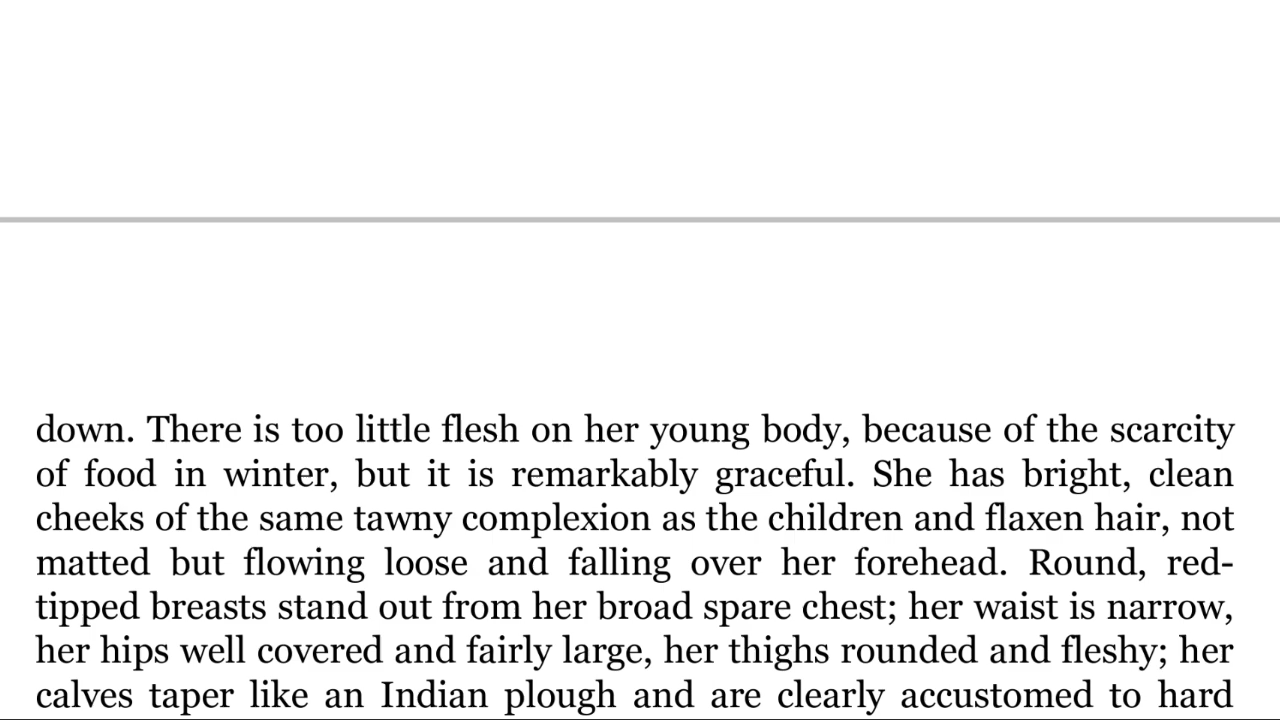 down. There is too little flesh on her young body, because of the scarcity
of food in winter, but it is remarkably graceful. She has bright, clean
cheeks of the same tawny complexion as the children and flaxen hair, not
matted but flowing loose and falling over her forehead. Round, red-
tipped breasts stand out from her broad spare chest; her waist is narrow,
her hips well covered and fairly large, her thighs rounded and fleshy; her
calves taper like an Indian plough and are clearly accustomed to hard